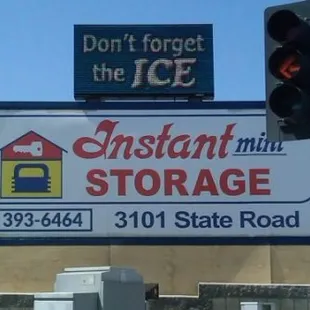 Don't forget
the ICE
Instant mini
STORAGE
393-6464
3101 State Road